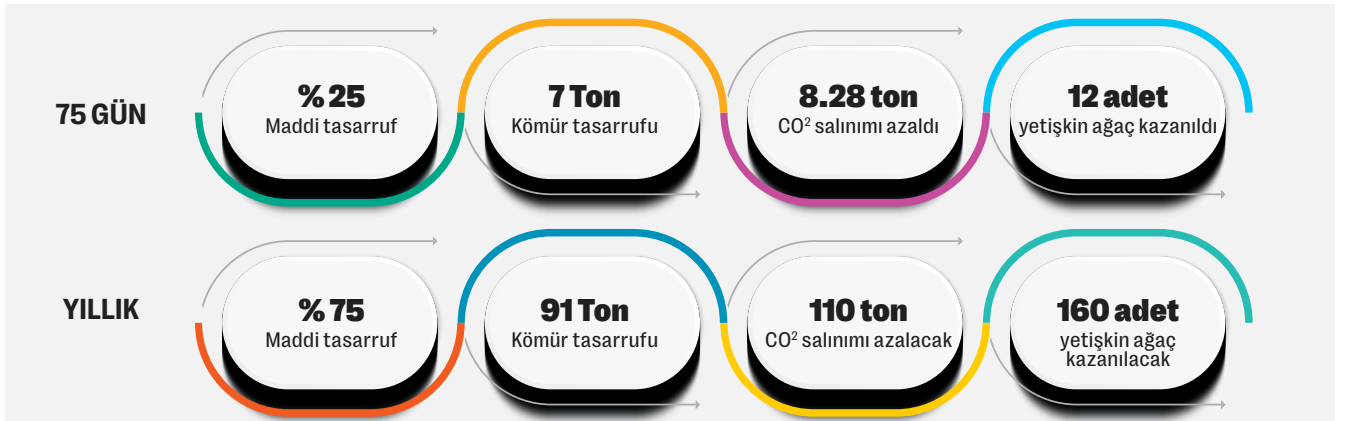 75 GÜN
% 25
Maddi tasarruf
7 Ton
Kömür tasarrufu
8.28 ton
CO² salınımı azaldı
12 adet
yetişkin ağaç kazanıldı
YILLIK
% 75
Maddi tasarruf
91 Ton
Kömür tasarrufu
110 ton
CO² salınımı azalacak
160 adet
yetişkin ağaç
kazanılacak